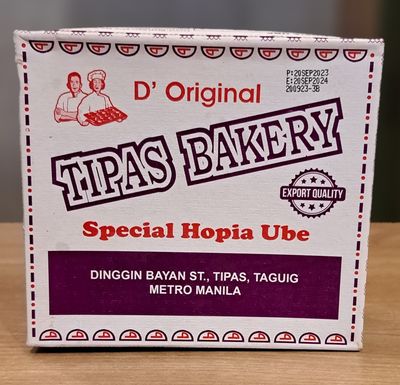 P:20SEP2023
E:20SEP2024
200923-3B
D' Original
TIPAS BAKERY
EXPORT QUALITY
Special Hopia Ube
DINGGIN BAYAN ST., TIPAS, TAGUIG
METRO MANILA